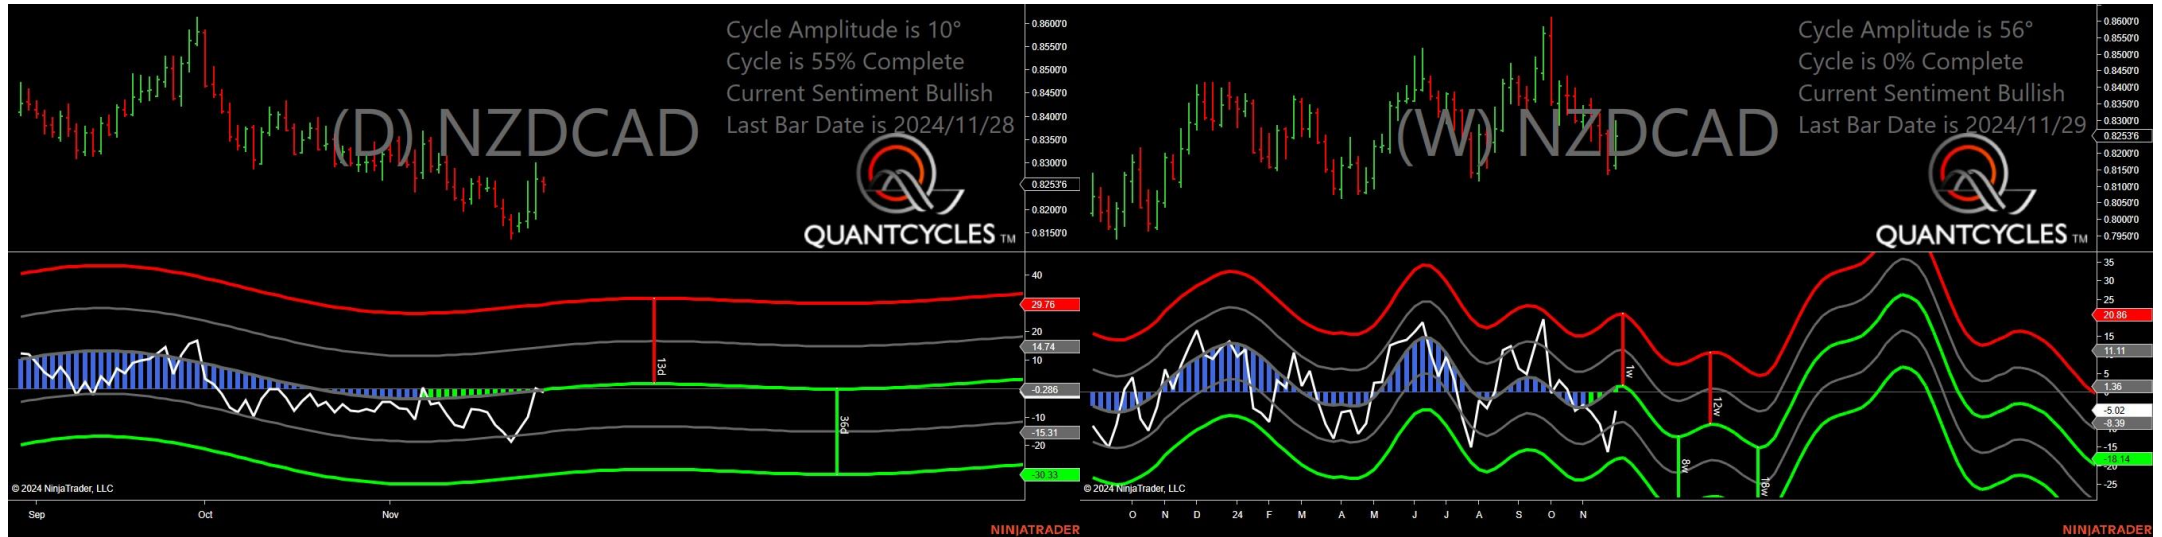 Cycle Amplitude is 10°
Cycle is 55% Complete
Current Sentiment Bullish
Last Bar Date is 2024/11/28
(D) NZDCAD
QUANTCYCLES TM
0.8600'0
0.8550'0
0.8500'0
0.8450'0
0.8400'0
0.8350'0
0.8300'0
0.8253'6
0.8200'0
0.8150'0
40
29.76
20
14.74
10
-0.286
-10
-15.31
-20
-30.33
13d
36d
© 2024 NinjaTrader, LLC
Sep Oct Nov
NINJATRADER
Cycle Amplitude is 56°
Cycle is 0% Complete
Current Sentiment Bullish
Last Bar Date is 2024/11/29
(W) NZDCAD
QUANTCYCLES TM
0.8600'0
0.8550'0
0.8500'0
0.8450'0
0.8400'0
0.8350'0
0.8300'0
0.8253'6
0.8200'0
0.8150'0
0.8100'0
0.8050'0
0.8000'0
0.7950'0
35
30
25
20.86
15
11.11
5
1.36
-5.02
-8.39
-15
-18.14
-20
-25
1w
12w
8w
18w
© 2024 NinjaTrader, LLC
O N D 24 F M A M J J A S O N
NINJATRADER